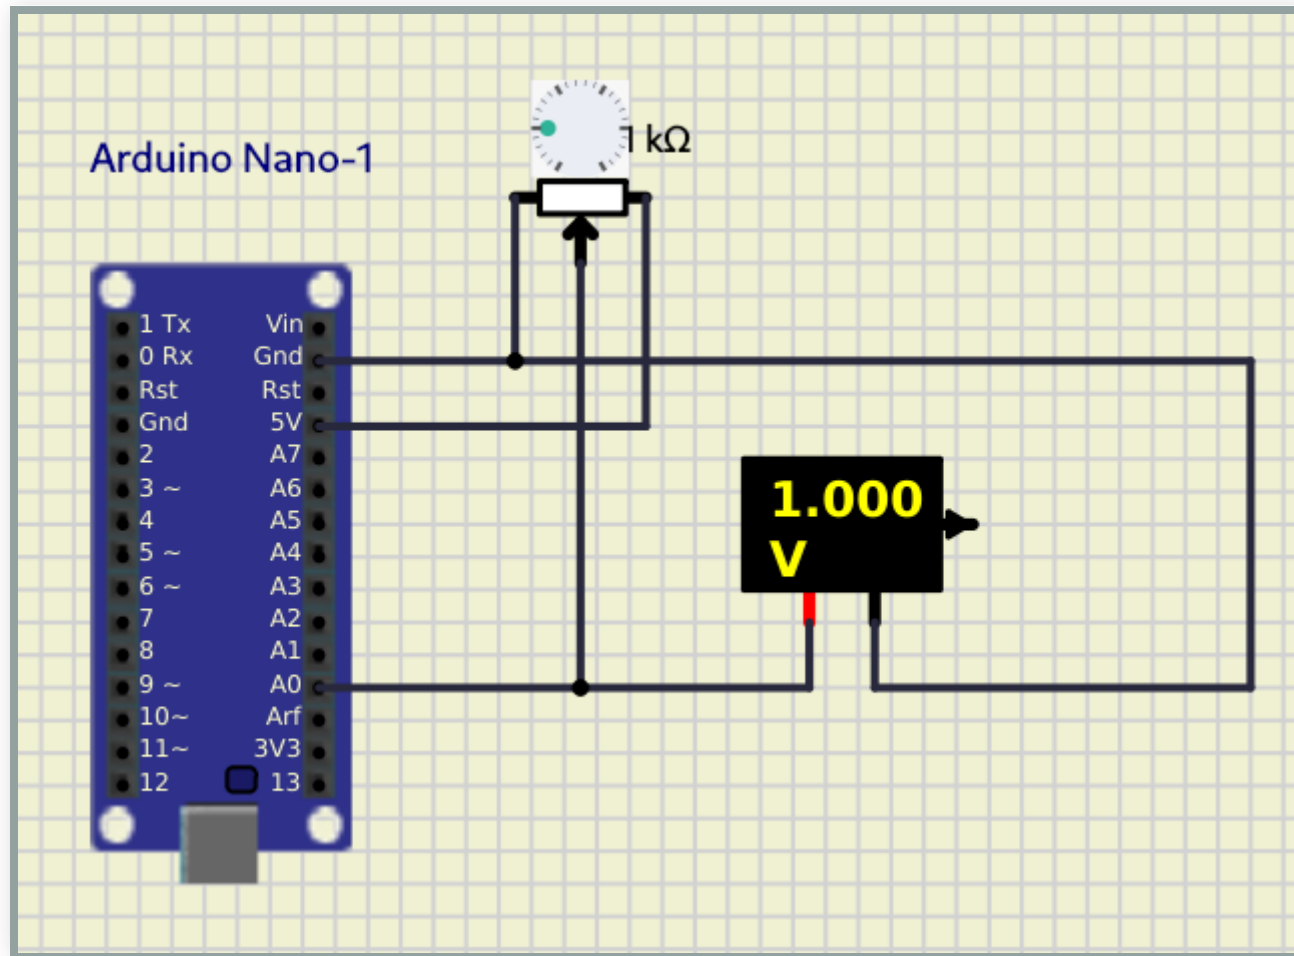 1 kΩ
Arduino Nano-1
1 Tx Vin
0 Rx Gnd
Rst Rst
Gnd 5V
2 A7
3 ~ A6
4 A5
5 ~ A4
6 ~ A3
7 A2
8 A1
9 ~ A0
10~ Arf
11~ 3V3
12 13
1.000
V